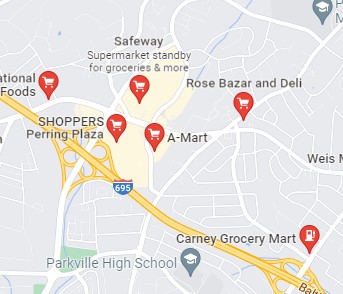 Safeway
Supermarket standby
for groceries & more
national
Foods
Rose Bazar and Deli
SHOPPERS
Perring Plaza
A-Mart
Weis M
695
Carney Grocery Mart
Parkville High School
Balt